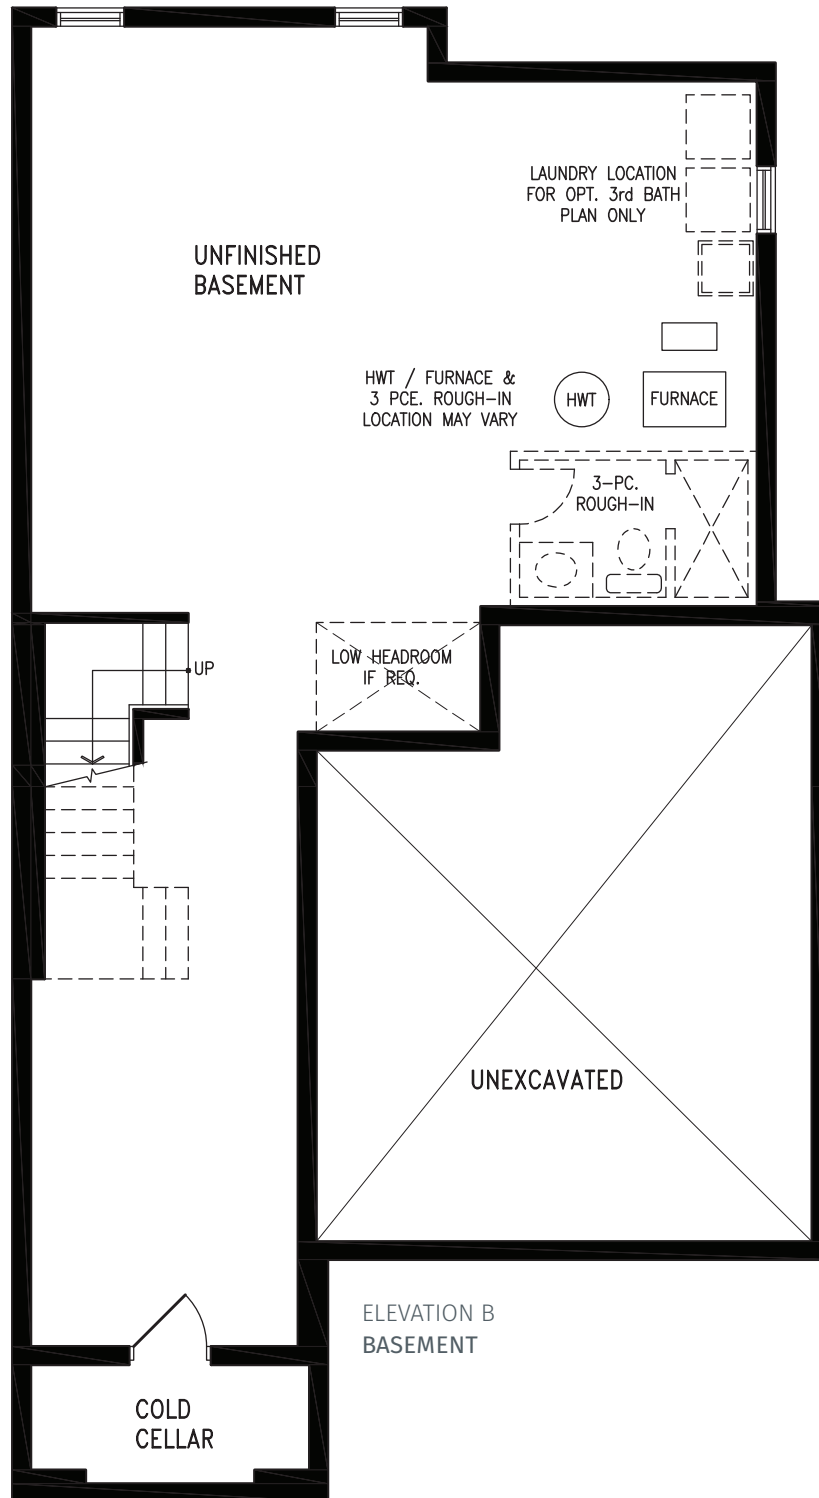 LAUNDRY LOCATION
FOR OPT. 3rd BATH
PLAN ONLY
UNFINISHED
BASEMENT
HWT / FURNACE &
3 PCE. ROUGH-IN
LOCATION MAY VARY
HWT
FURNACE
3-PC.
ROUGH-IN
UP
LOW HEADROOM
IF REQ.
UNEXCAVATED
ELEVATION B
BASEMENT
COLD
CELLAR